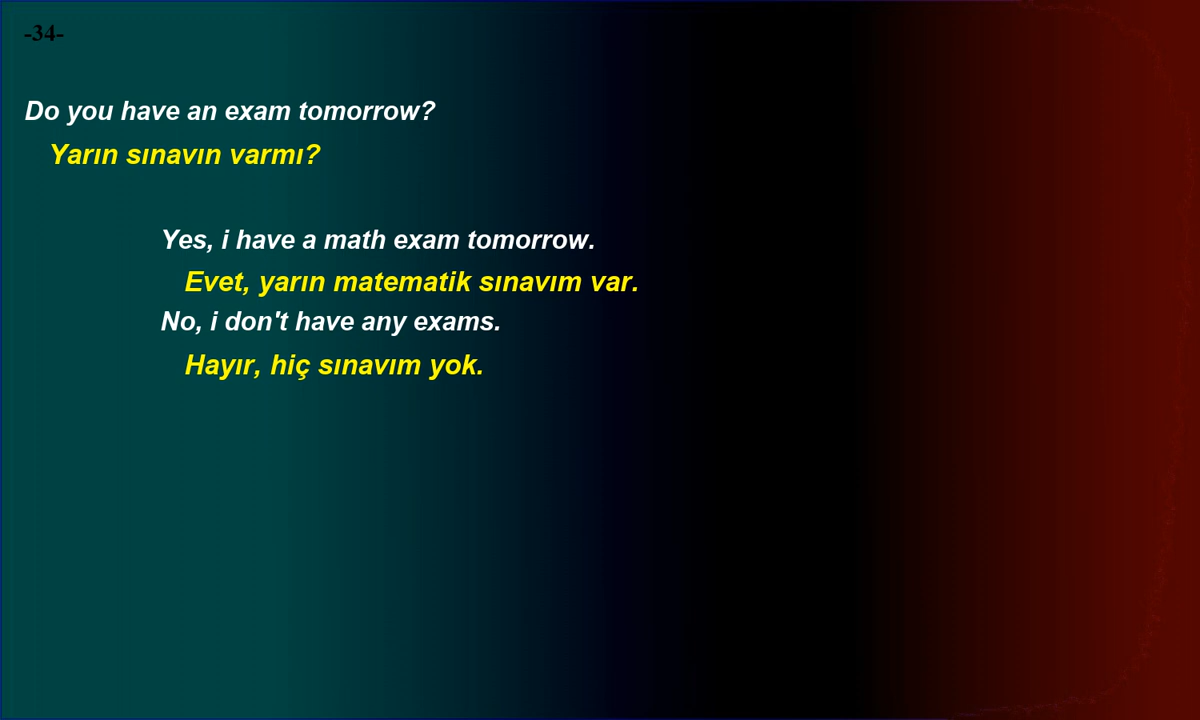 -34-
Do you have an exam tomorrow?
Yarın sınavın varmı?
Yes, i have a math exam tomorrow.
Evet, yarın matematik sınavım var.
No, i don't have any exams.
Hayır, hiç sınavım yok.